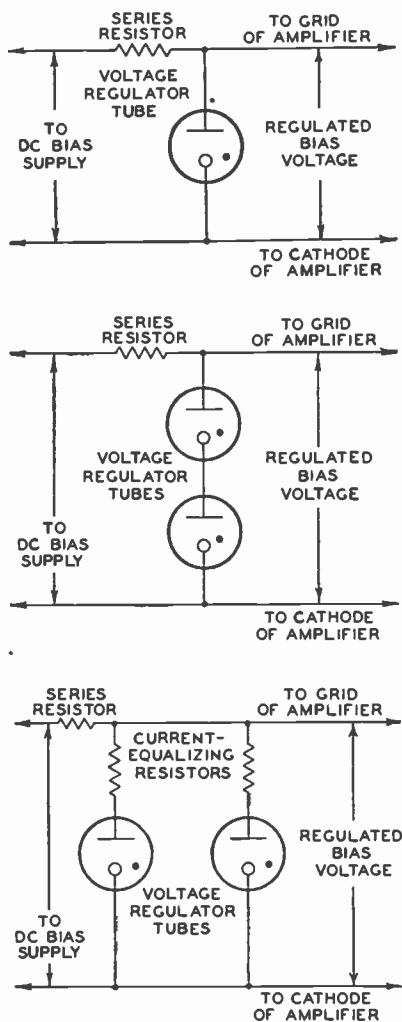 SERIES
RESISTOR
TO GRID
OF AMPLIFIER
VOLTAGE
REGULATOR
TUBE
TO
DC BIAS
SUPPLY
REGULATED
BIAS
VOLTAGE
TO CATHODE
OF AMPLIFIER
SERIES
RESISTOR
TO GRID
OF AMPLIFIER
VOLTAGE
REGULATOR
TUBES
REGULATED
BIAS
VOLTAGE
TO
DC BIAS
SUPPLY
TO CATHODE
OF AMPLIFIER
SERIES
RESISTOR
TO GRID
OF AMPLIFIER
CURRENT-
EQUALIZING
RESISTORS
REGULATED
BIAS
VOLTAGE
VOLTAGE
REGULATOR
TUBES
TO
DC BIAS
SUPPLY
TO CATHODE
OF AMPLIFIER